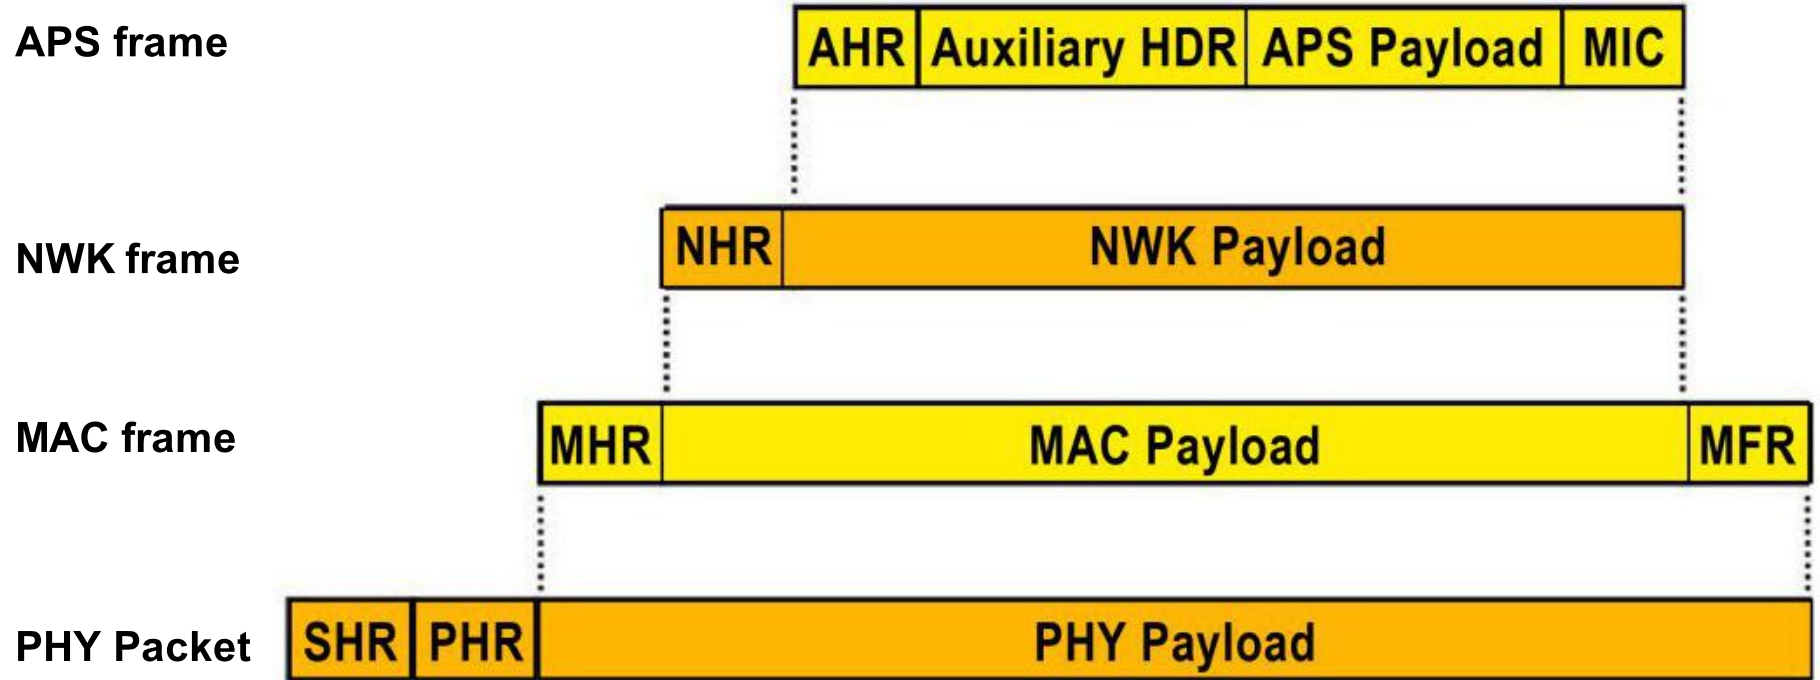 APS frame AHR Auxiliary HDR APS Payload MIC
NWK frame NHR NWK Payload
MAC frame MHR MAC Payload MFR
PHY Packet SHR PHR PHY Payload